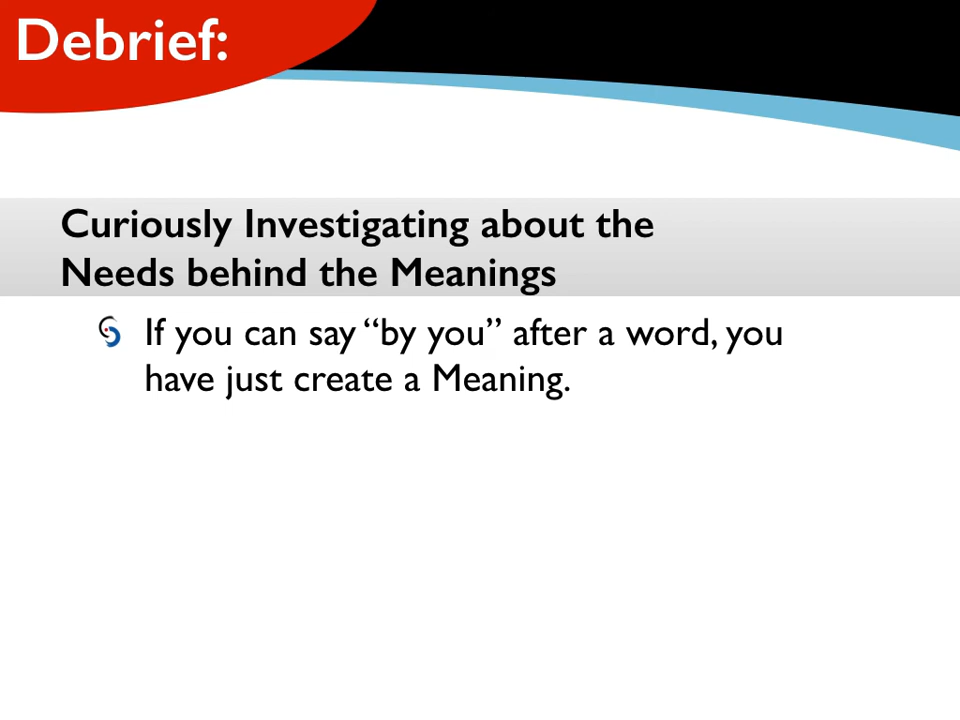 Debrief:
Curiously Investigating about the
Needs behind the Meanings
If you can say “by you” after a word, you
have just create a Meaning.